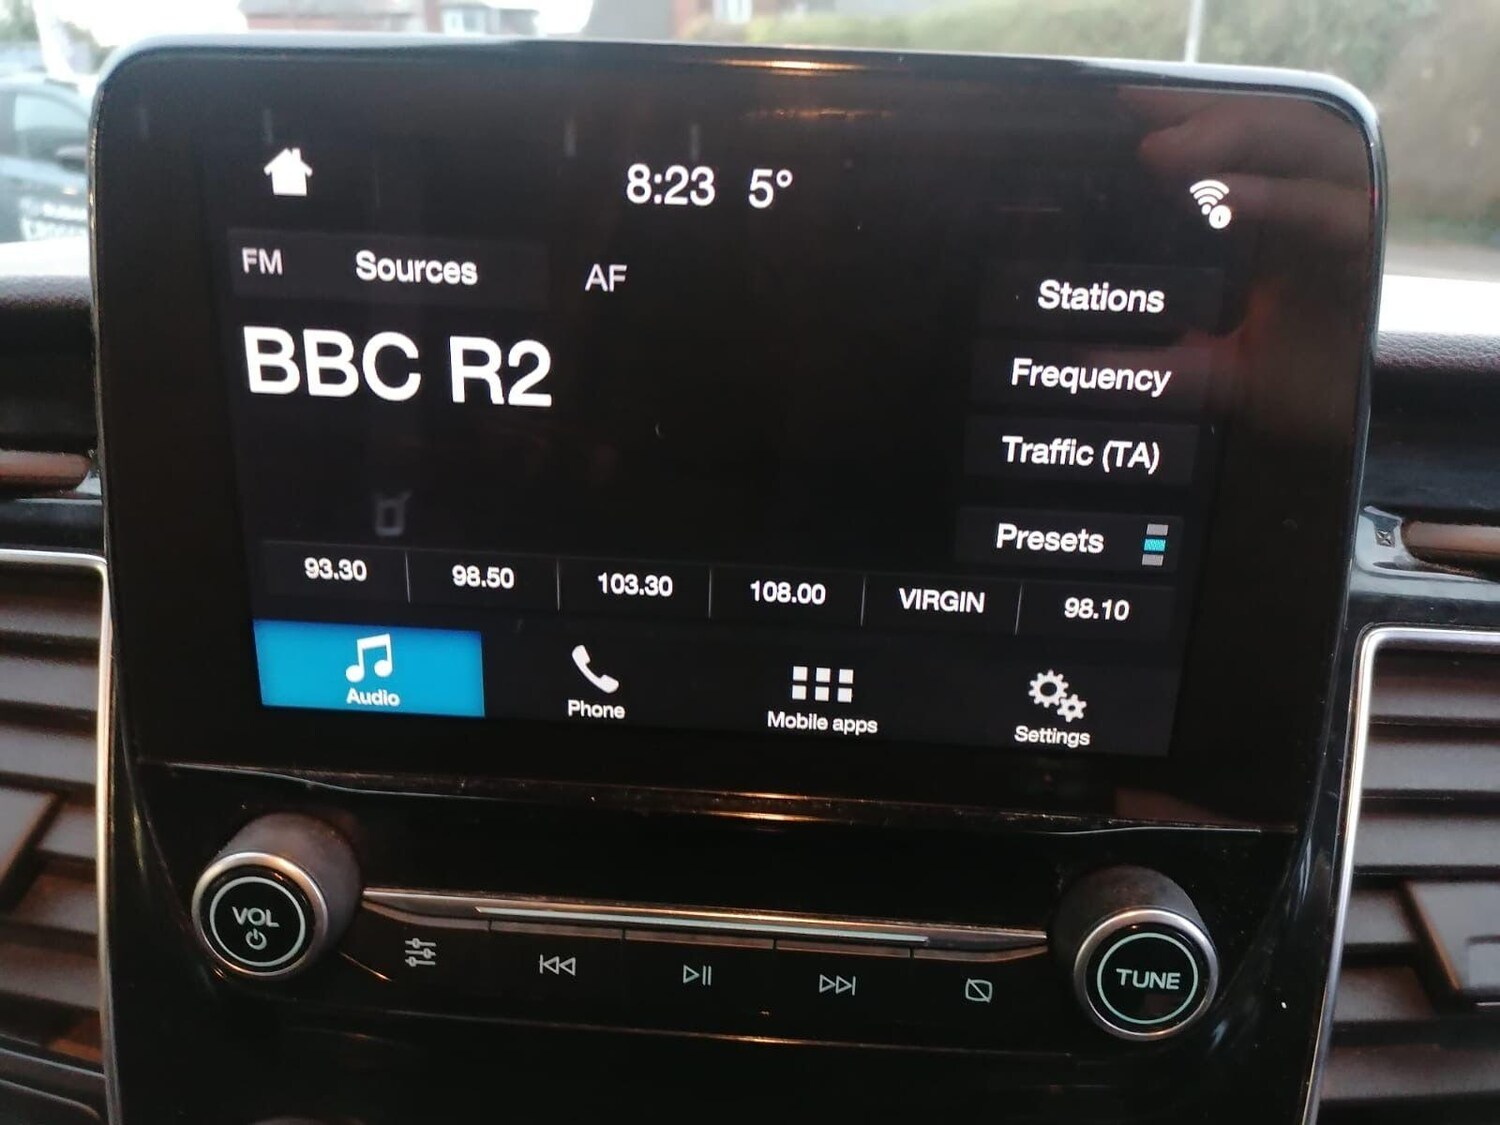 8:23 5°
FM Sources AF
Stations
BBC R2
Frequency
Traffic (TA)
Presets
93.30 98.50 103.30 108.00 VIRGIN 98.10
Audio Phone Mobile apps Settings
VOL
TUNE